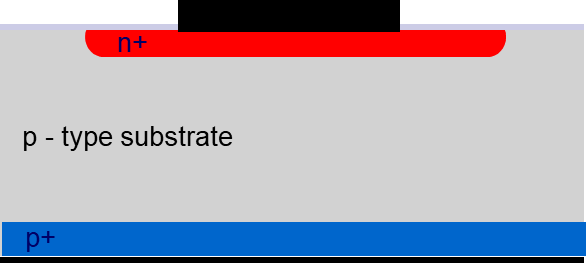 n+
p - type substrate
p+